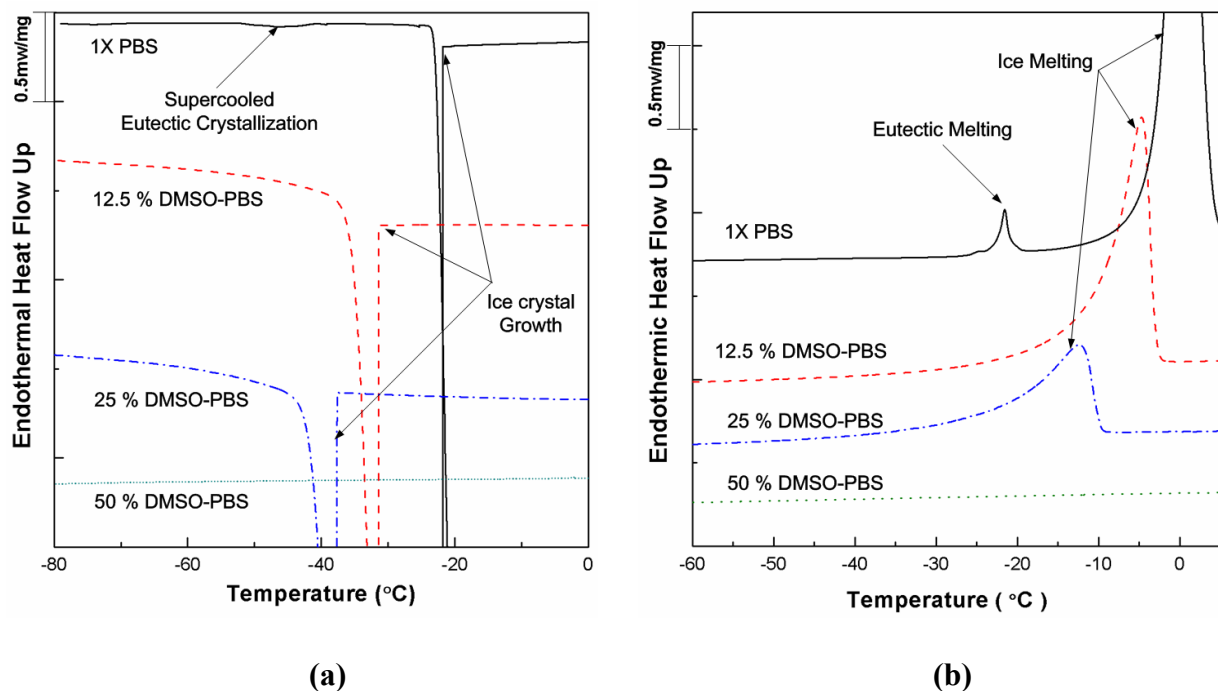 0.5mw/mg
Endothermal Heat Flow Up
1X PBS
Supercooled
Eutectic Crystallization
12.5 % DMSO-PBS
Ice crystal
Growth
25 % DMSO-PBS
50 % DMSO-PBS
-80
-60
-40
-20
0
Temperature (°C)
(a)
0.5mw/mg
Endothermic Heat Flow Up
Ice Melting
Eutectic Melting
1X PBS
12.5 % DMSO-PBS
25 % DMSO-PBS
50 % DMSO-PBS
-60
-50
-40
-30
-20
-10
0
Temperature ( °C )
(b)